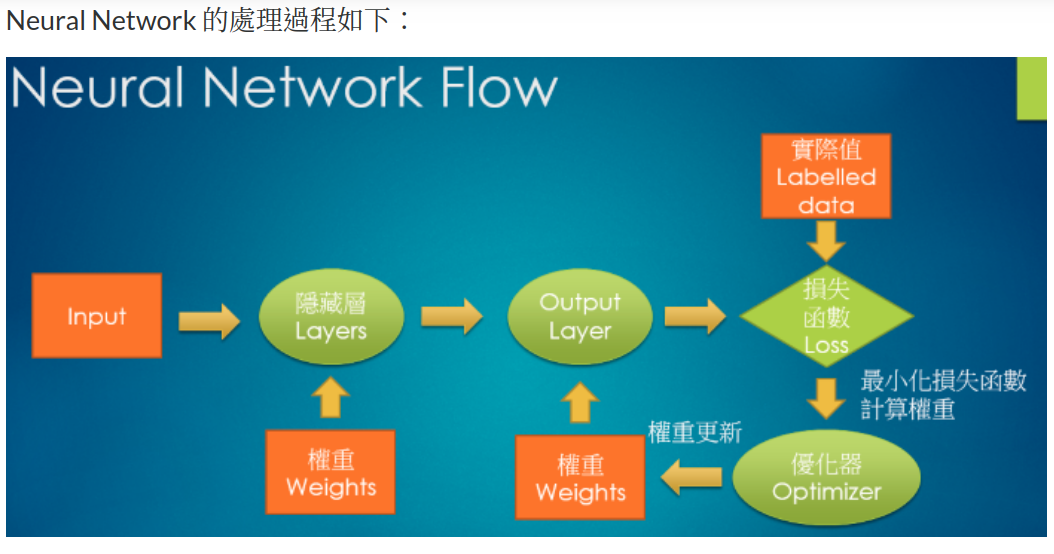 Neural Network 的處理過程如下：
Neural Network Flow
實際值
Labelled
data
Input
隱藏層
Layers
Output
Layer
損失
函數
Loss
最小化損失函數
計算權重
權重
Weights
權重
Weights
權重更新
優化器
Optimizer